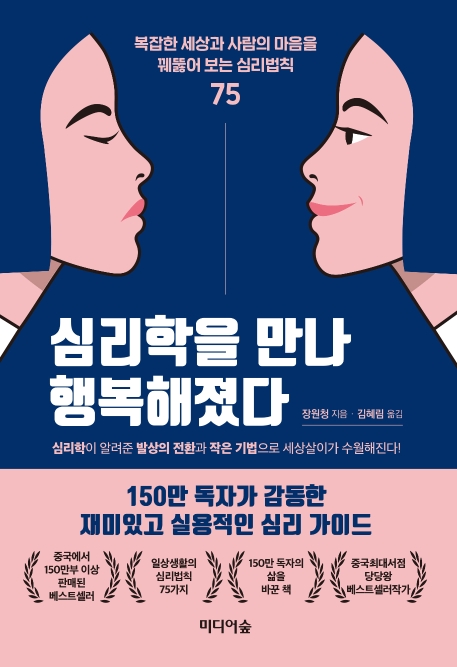 복잡한 세상과 사람의 마음을
꿰뚫어 보는 심리법칙
75
심리학을 만나
행복해졌다
장원청 지음 · 김혜림 옮김
심리학이 알려준 발상의 전환과 작은 기법으로 세상살이가 수월해진다!
150만 독자가 감동한
재미있고 실용적인 심리 가이드
중국에서
150만부 이상
판매된
베스트셀러
일상생활의
심리법칙
75가지
150만 독자의
삶을
바꾼 책
중국최대서점
당당왕
베스트셀러작가
미디어숲